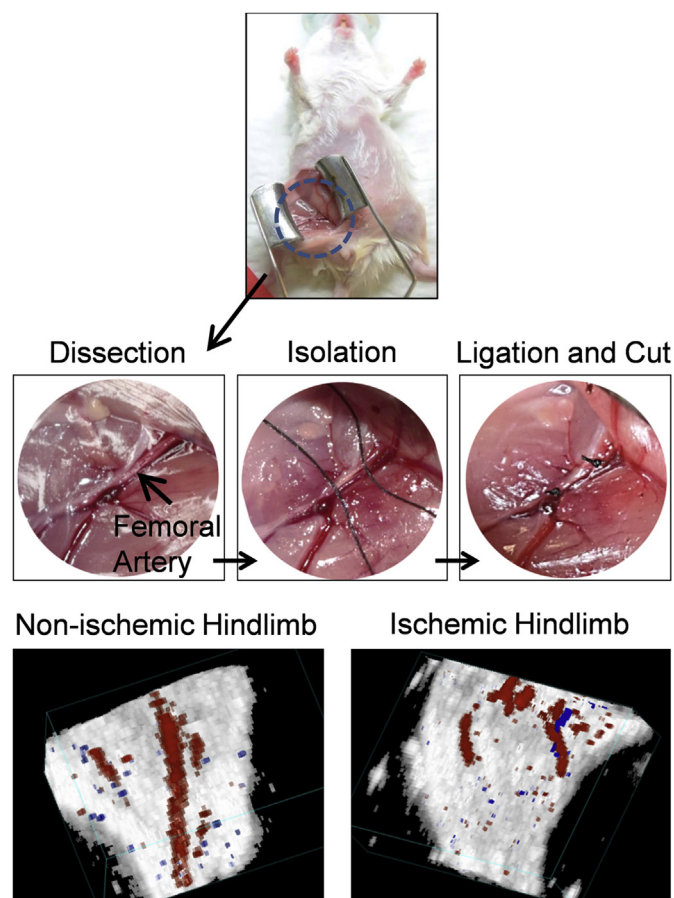 Dissection
Isolation
Ligation and Cut
Femoral
Artery
Non-ischemic Hindlimb
Ischemic Hindlimb